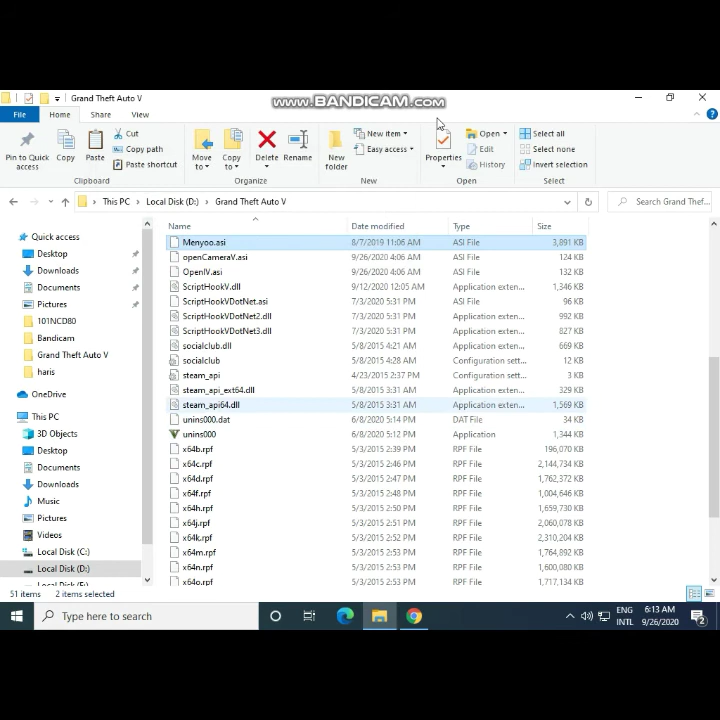 Grand Theft Auto V
www.BANDICAM.com
File Home Share View
Pin to Quick access
Copy
Paste
Cut
Copy path
Paste shortcut
Move to
Copy to
Delete
Rename
New folder
New item
Easy access
Properties
Open
Edit
History
Select all
Select none
Invert selection
Clipboard Organize New Open Select
This PC Local Disk (D:) Grand Theft Auto V Search Grand Thef...
Name Date modified Type Size
Quick access
Desktop
Downloads
Documents
Pictures
101NCD80
Bandicam
Grand Theft Auto V
haris
OneDrive
This PC
3D Objects
Desktop
Documents
Downloads
Music
Pictures
Videos
Local Disk (C:)
Local Disk (D:)
Menyoo.asi 8/7/2019 11:06 AM ASI File 3,891 KB
openCameraV.asi 9/26/2020 4:06 AM ASI File 124 KB
OpenIV.asi 9/26/2020 4:06 AM ASI File 132 KB
ScriptHookV.dll 9/12/2020 12:05 AM Application exten... 1,346 KB
ScriptHookVDotNet.asi 7/3/2020 5:31 PM ASI File 96 KB
ScriptHookVDotNet2.dll 7/3/2020 5:31 PM Application exten... 992 KB
ScriptHookVDotNet3.dll 7/3/2020 5:31 PM Application exten... 827 KB
socialclub.dll 5/8/2015 4:21 AM Application exten... 669 KB
socialclub 5/8/2015 4:28 AM Configuration sett... 12 KB
steam_api 4/23/2015 2:37 PM Configuration sett... 3 KB
steam_api_ext64.dll 5/8/2015 3:31 AM Application exten... 329 KB
steam_api64.dll 5/8/2015 3:31 AM Application exten... 1,569 KB
unins000.dat 6/8/2020 5:14 PM DAT File 34 KB
unins000 6/8/2020 5:12 PM Application 1,344 KB
x64b.rpf 5/3/2015 2:39 PM RPF File 196,070 KB
x64c.rpf 5/3/2015 2:46 PM RPF File 2,144,734 KB
x64d.rpf 5/3/2015 2:47 PM RPF File 1,762,372 KB
x64f.rpf 5/3/2015 2:48 PM RPF File 1,004,646 KB
x64h.rpf 5/3/2015 2:50 PM RPF File 1,659,730 KB
x64j.rpf 5/3/2015 2:51 PM RPF File 2,060,078 KB
x64k.rpf 5/3/2015 2:52 PM RPF File 2,310,204 KB
x64m.rpf 5/3/2015 2:53 PM RPF File 1,764,892 KB
x64n.rpf 5/3/2015 2:53 PM RPF File 1,600,080 KB
x64o.rpf 5/3/2015 2:53 PM RPF File 1,717,134 KB
51 items 2 items selected
Type here to search
ENG
INTL
6:13 AM
9/26/2020
2